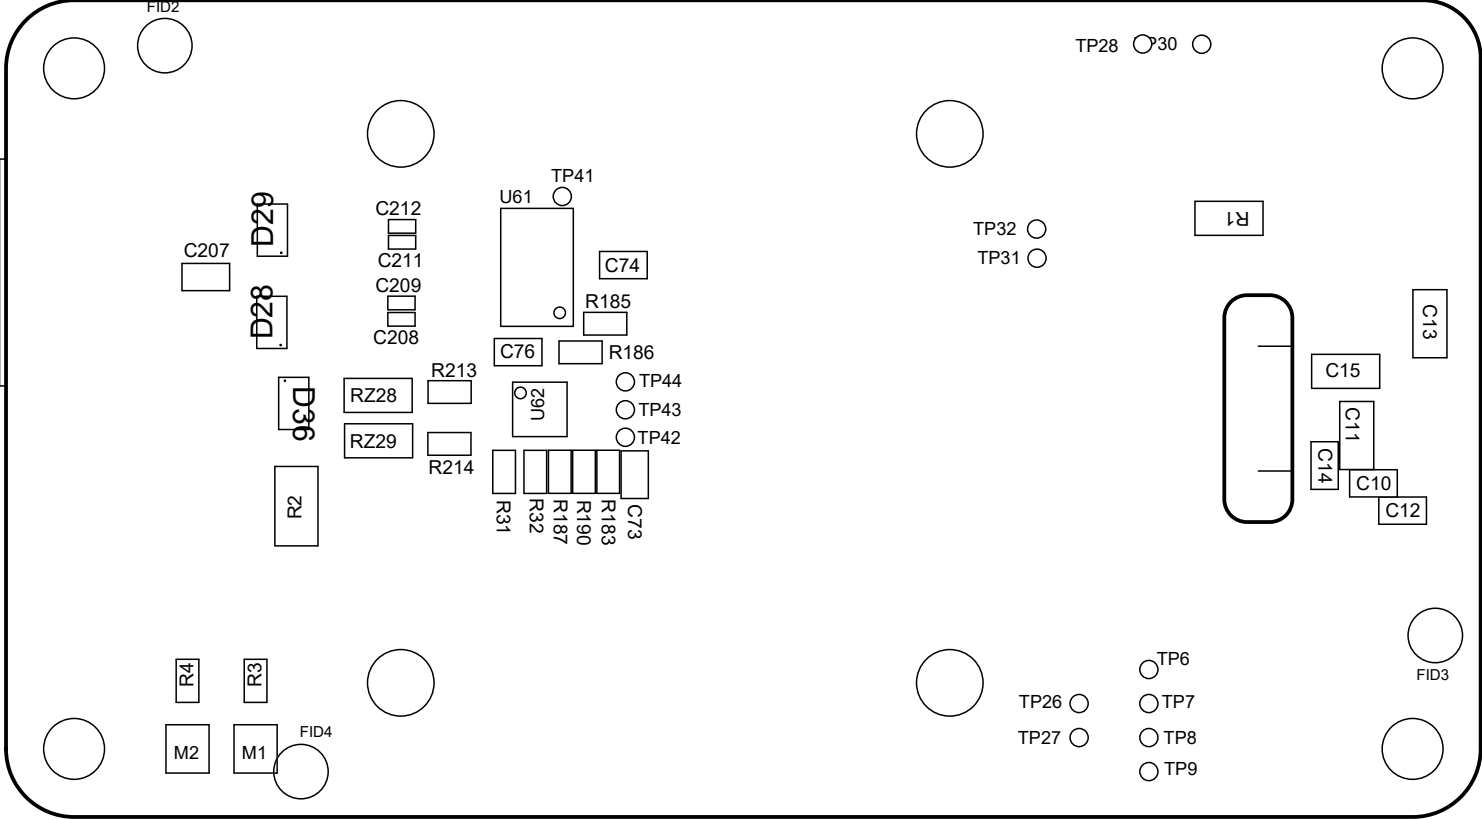 FID2
TP28
TP30
TP41
U61
D29
C212
C207
C211
C74
TP32
TP31
R1
C209
D28
R185
C208
C13
C76
R186
R213
C15
TP44
RZ28
U62
TP43
D36
C11
RZ29
TP42
R214
C14
C10
R2
C12
R31
R32
R187
R190
R183
C73
TP6
R4
R3
FID3
TP26
TP7
FID4
TP27
TP8
M2
M1
TP9